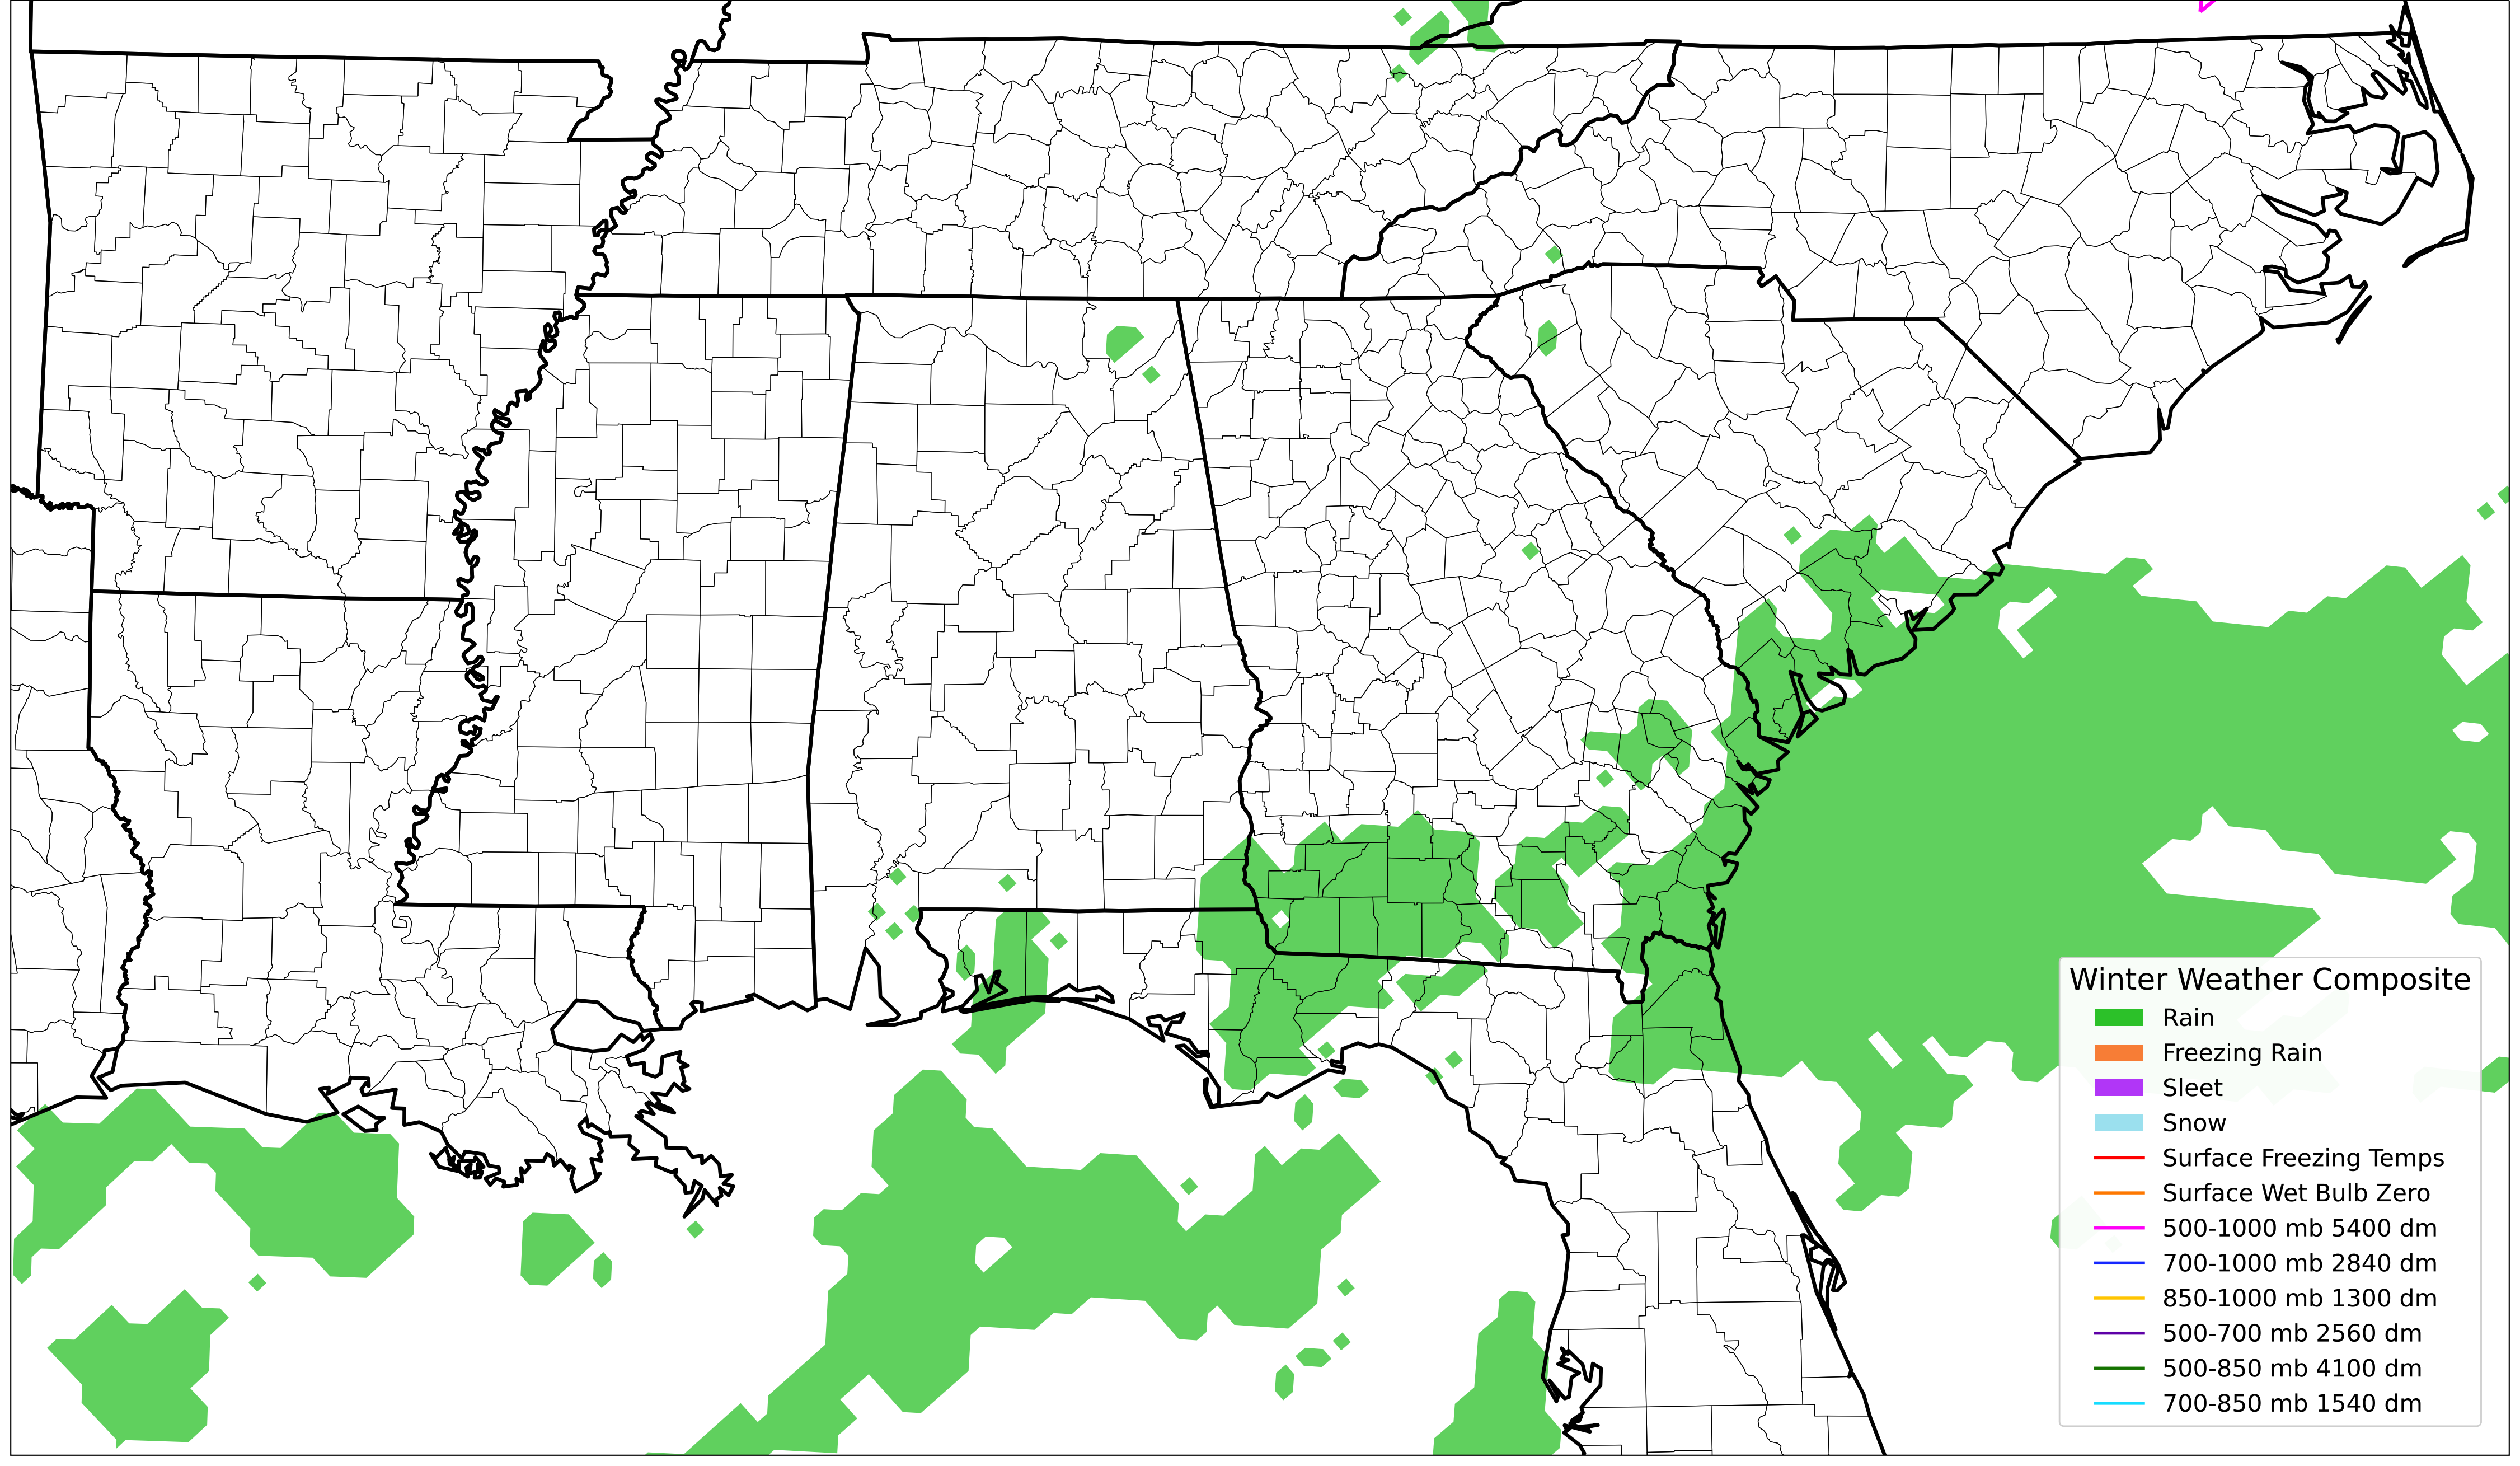 Winter Weather Composite
Rain
Freezing Rain
Sleet
Snow
Surface Freezing Temps
Surface Wet Bulb Zero
500-1000 mb 5400 dm
700-1000 mb 2840 dm
850-1000 mb 1300 dm
500-700 mb 2560 dm
500-850 mb 4100 dm
700-850 mb 1540 dm